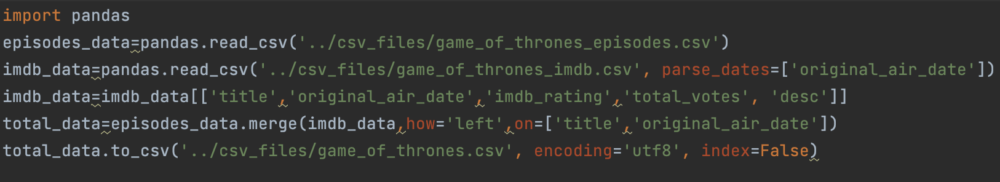 import pandas
episodes_data=pandas.read_csv('../csv_files/game_of_thrones_episodes.csv')
imdb_data=pandas.read_csv('../csv_files/game_of_thrones_imdb.csv', parse_dates=['original_air_date'])
imdb_data=imdb_data[['title','original_air_date','imdb_rating','total_votes', 'desc']]
total_data=episodes_data.merge(imdb_data,how='left',on=['title','original_air_date'])
total_data.to_csv('../csv_files/game_of_thrones.csv', encoding='utf8', index=False)